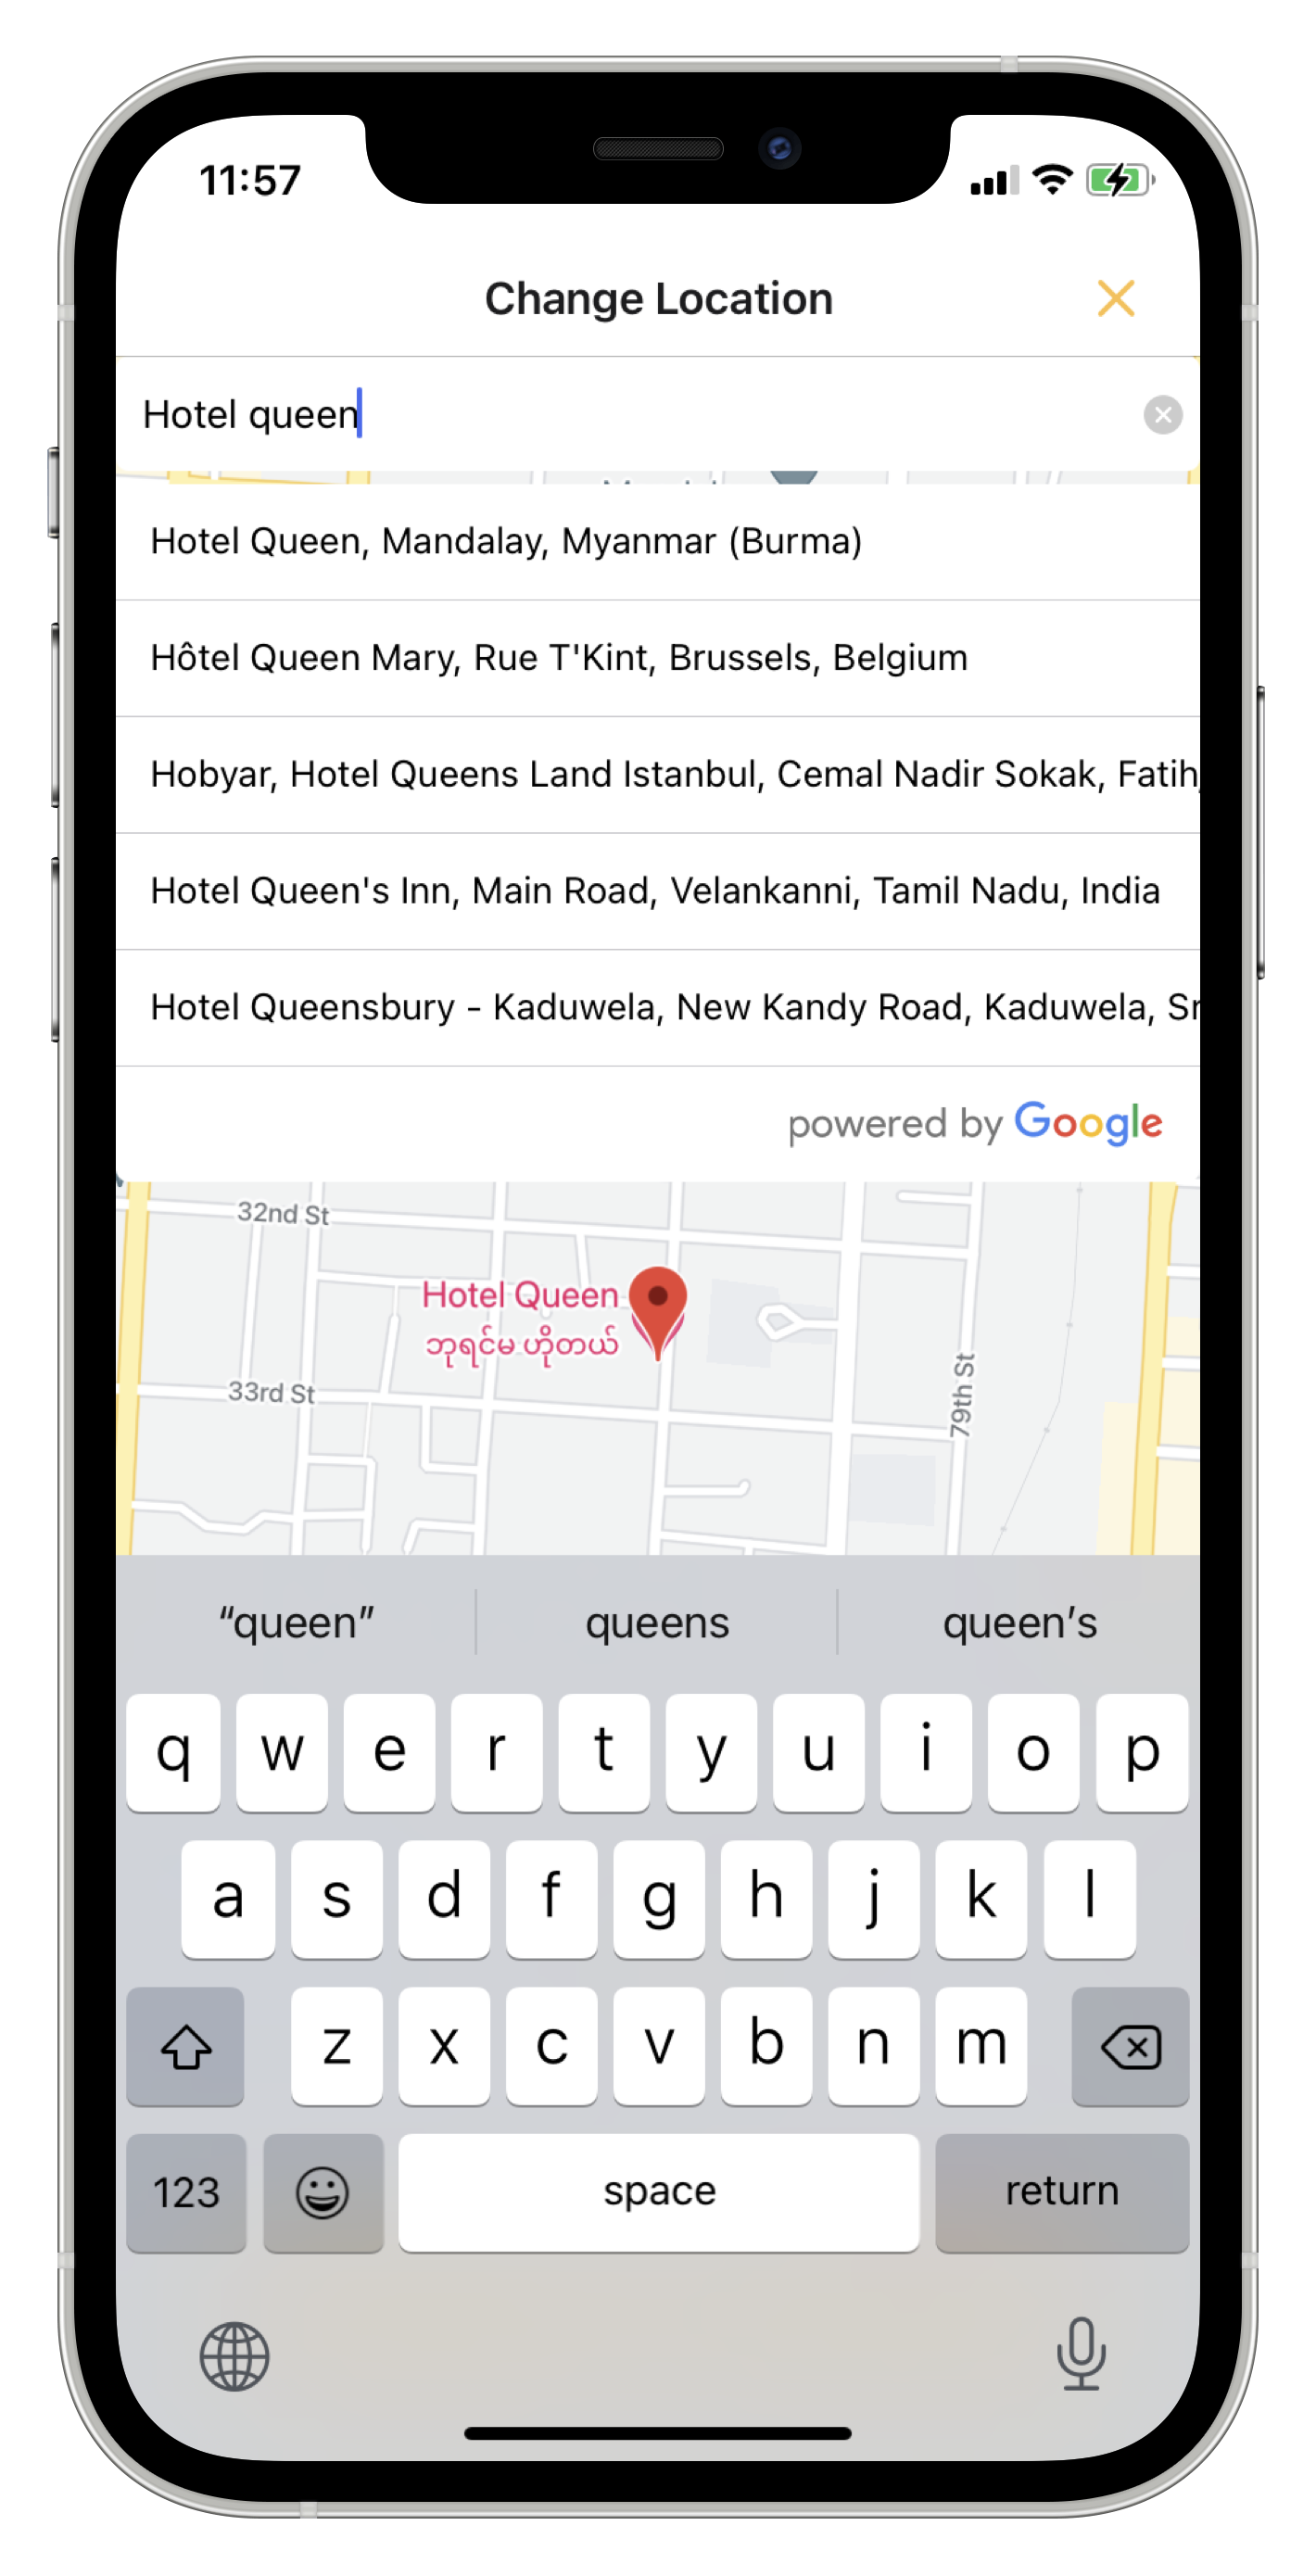 11:57
Change Location
Hotel queen
Hotel Queen, Mandalay, Myanmar (Burma)
Hôtel Queen Mary, Rue T'Kint, Brussels, Belgium
Hobyar, Hotel Queens Land Istanbul, Cemal Nadir Sokak, Fatih,
Hotel Queen's Inn, Main Road, Velankanni, Tamil Nadu, India
Hotel Queensbury - Kaduwela, New Kandy Road, Kaduwela, Sr
powered by Google
32nd St
Hotel Queen
ဘုရင်မ ဟိုတယ်
33rd St
79th St
“queen” queens queen’s
q w e r t y u i o p
a s d f g h j k l
z x c v b n m
123 space return